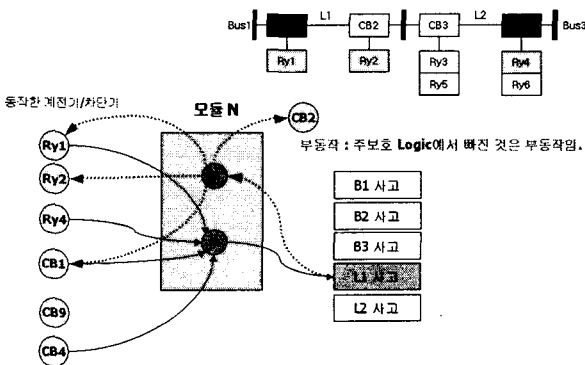 Bus1
L1
CB2
CB3
L2
Bus3
Ry1
Ry2
Ry3
Ry4
Ry5
Ry6
동작한 계전기/차단기
모듈 N
CB2
부동작 : 주보호 Logic에서 빠진 것은 부동작임.
Ry1
Ry2
Ry4
CB1
CB9
CB4
B1 사고
B2 사고
B3 사고
L1 사고
L2 사고